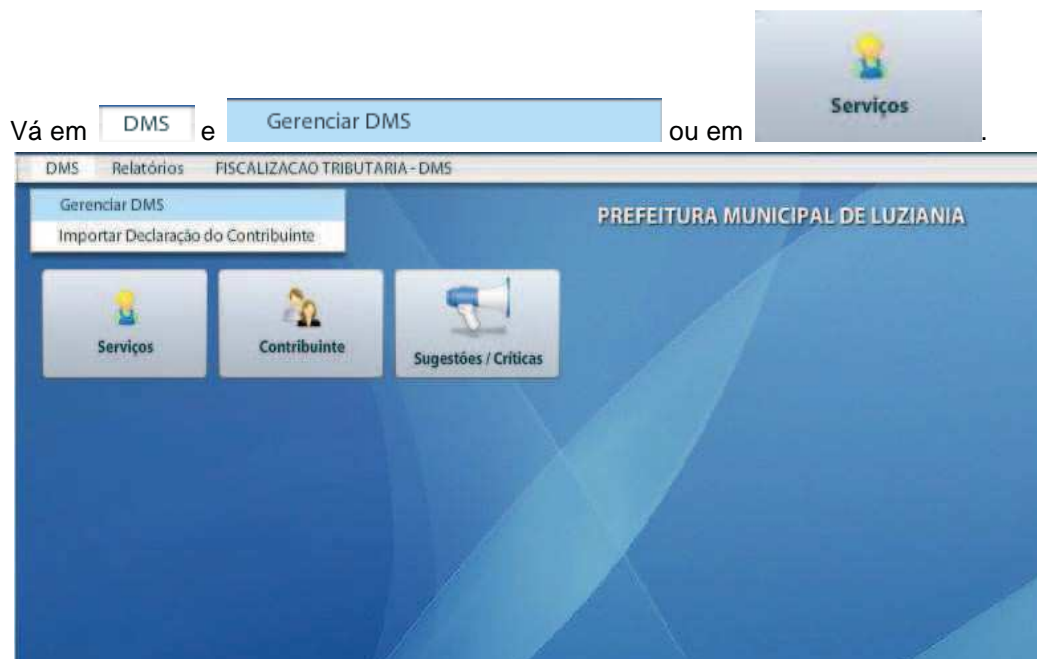 Serviços
Vá em DMS e Gerenciar DMS ou em .
DMS Relatórios FISCALIZACAO TRIBUTARIA - DMS
Gerenciar DMS
Importar Declaração do Contribuinte
PREFEITURA MUNICIPAL DE LUZIANIA
Serviços Contribuinte Sugestões / Críticas